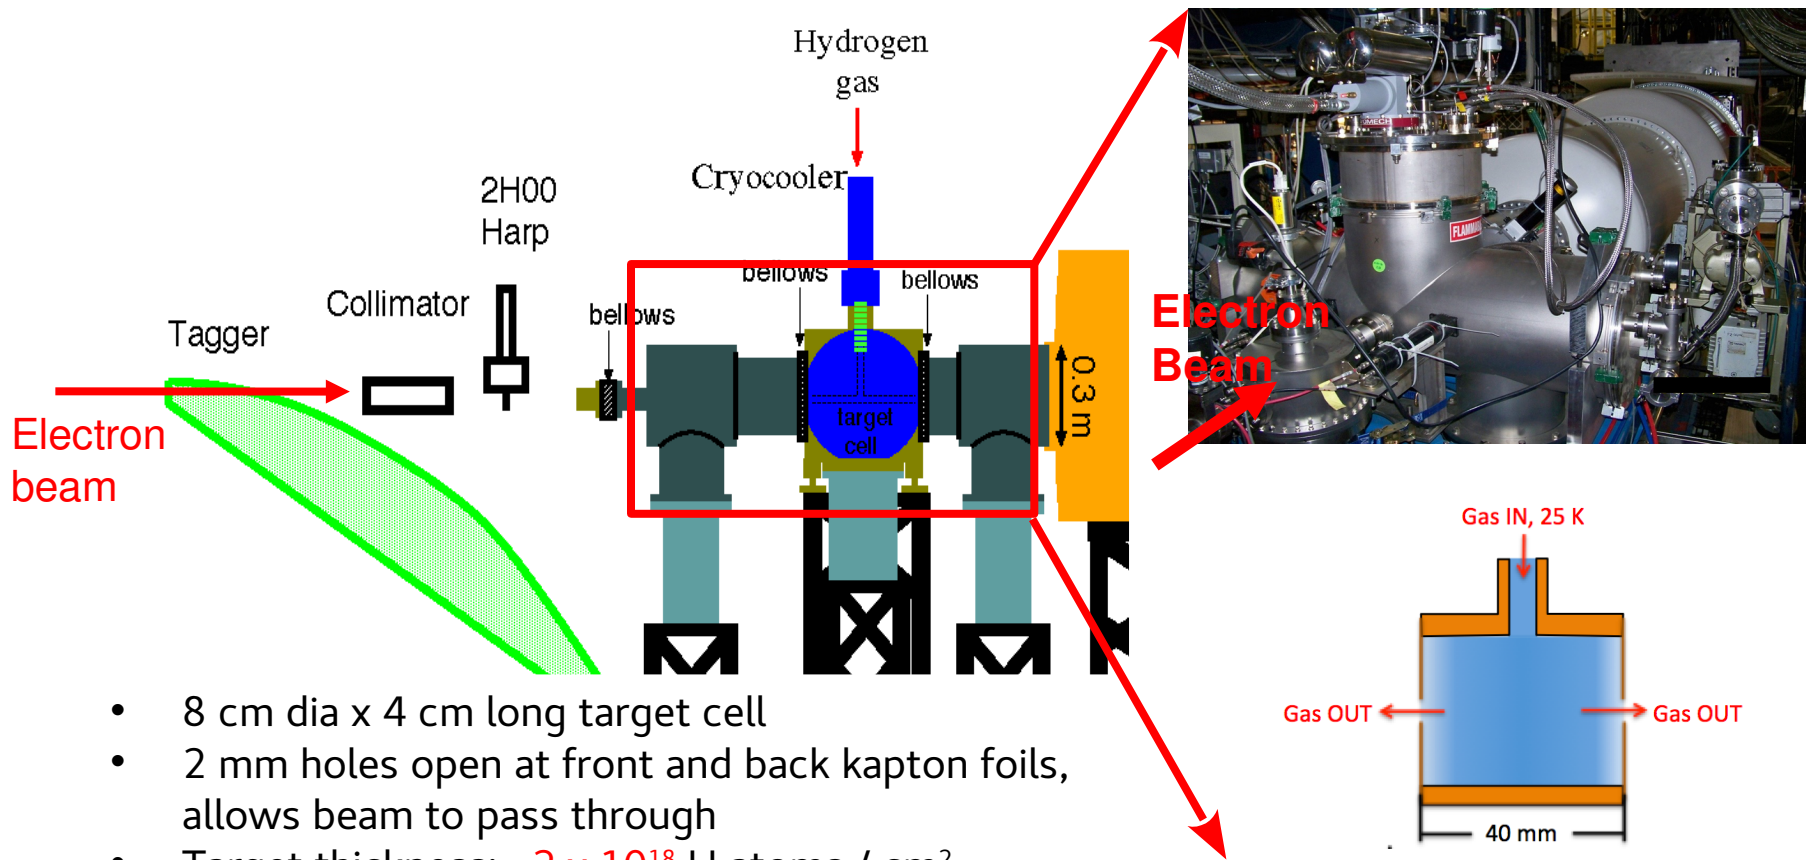 Hydrogen
gas
Cryocooler
2H00
Harp
Collimator
Tagger
bellows
bellows
bellows
target
cell
0.3 m
Electron
beam
Electron
Beam
Gas IN, 25 K
Gas OUT
Gas OUT
40 mm
• 8 cm dia x 4 cm long target cell
• 2 mm holes open at front and back kapton foils,
allows beam to pass through